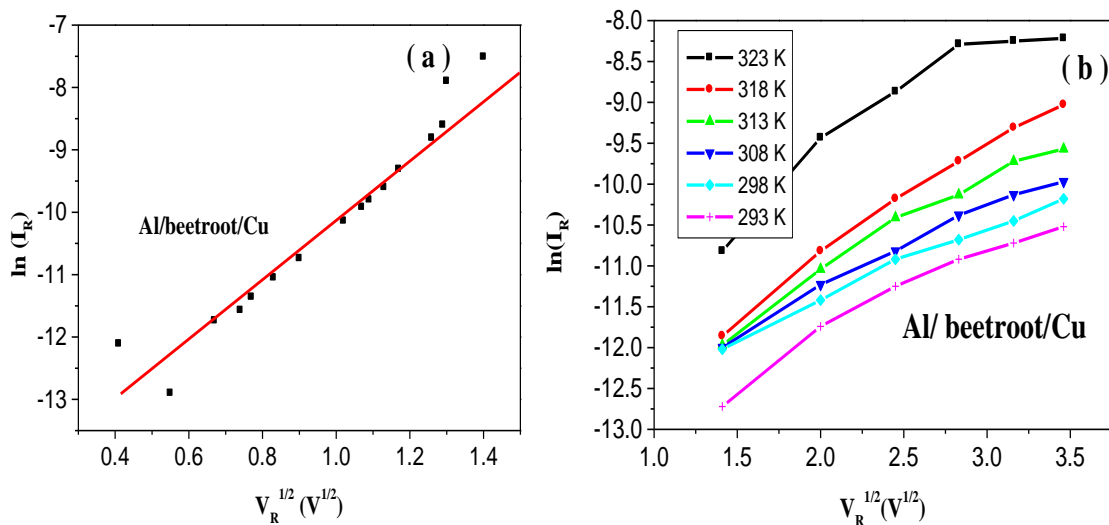 ( a )
-7
-8
-9
-10
-11
-12
-13
ln (I_R)
Al/beetroot/Cu
0.4 0.6 0.8 1.0 1.2 1.4
V_R^1/2 (V^1/2)
( b )
-8.0
-8.5
-9.0
-9.5
-10.0
-10.5
-11.0
-11.5
-12.0
-12.5
-13.0
ln(I_R)
323 K
318 K
313 K
308 K
298 K
293 K
Al/ beetroot/Cu
1.0 1.5 2.0 2.5 3.0 3.5
V_R^1/2(V^1/2)